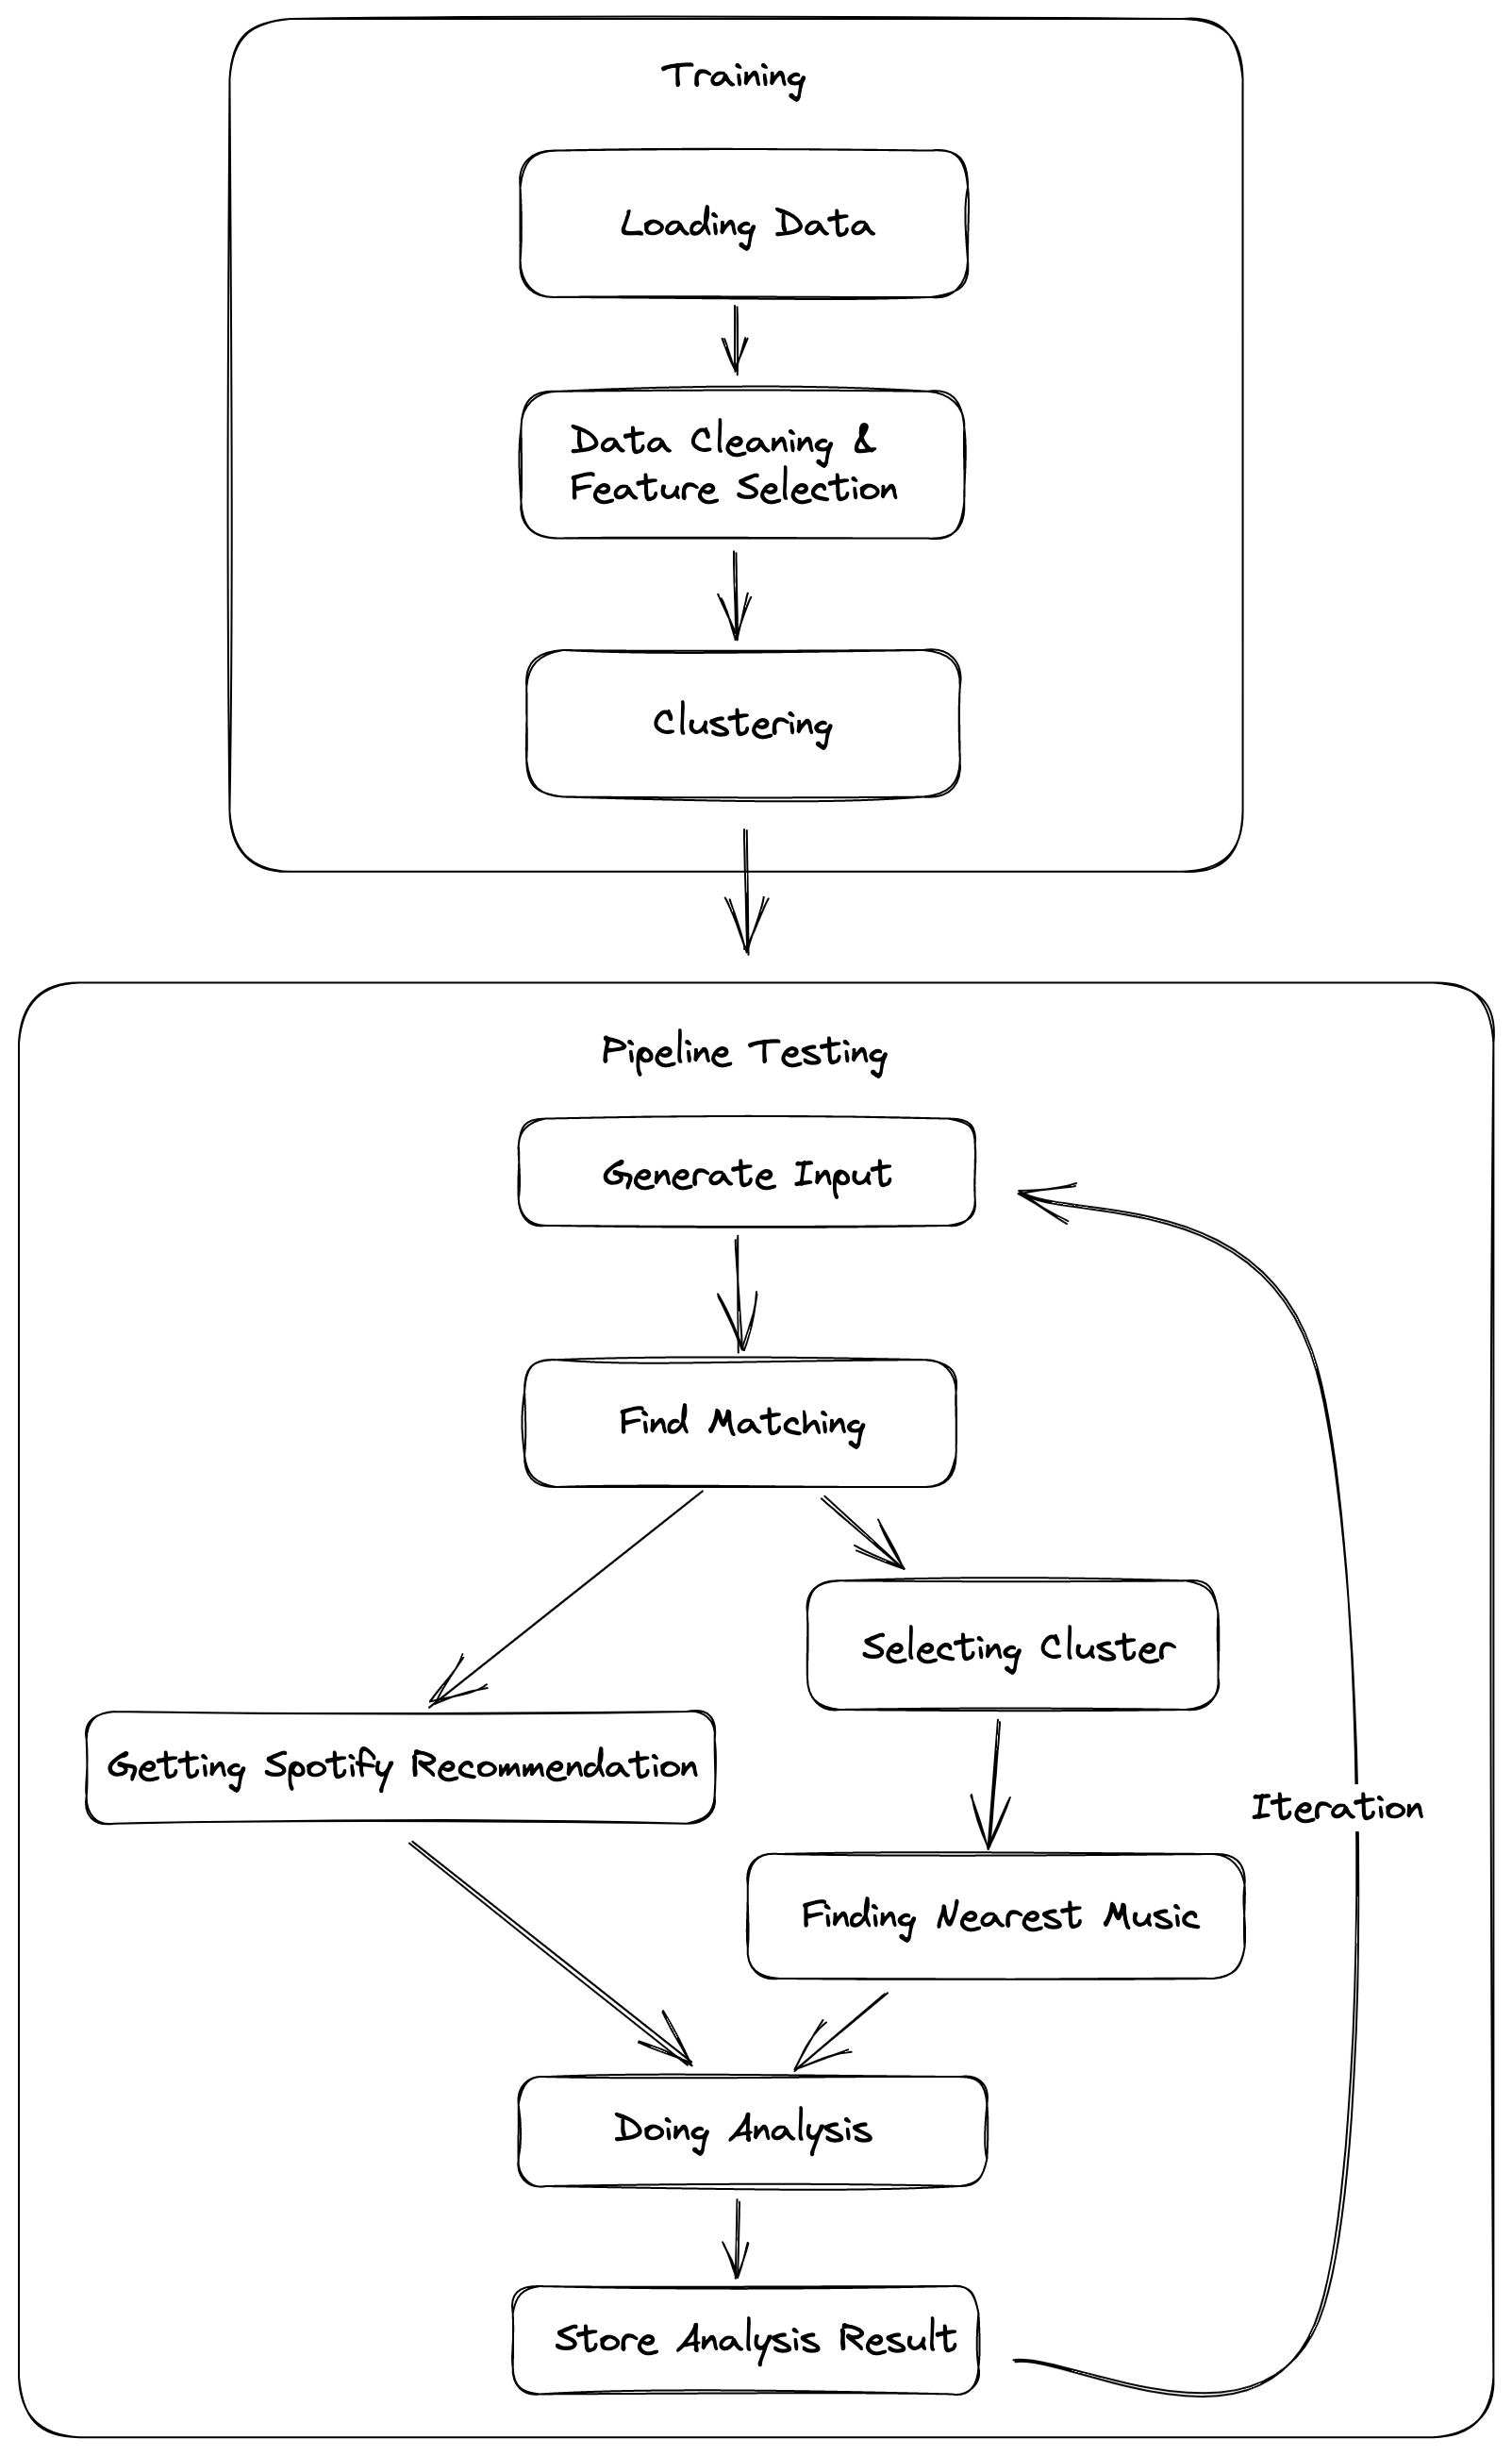 Training
Loading Data
Data Cleaning &
Feature Selection
Clustering
Pipeline Testing
Generate Input
Find Matching
Selecting Cluster
Getting Spotify Recommendation
Iteration
Finding Nearest Music
Doing Analysis
Store Analysis Result